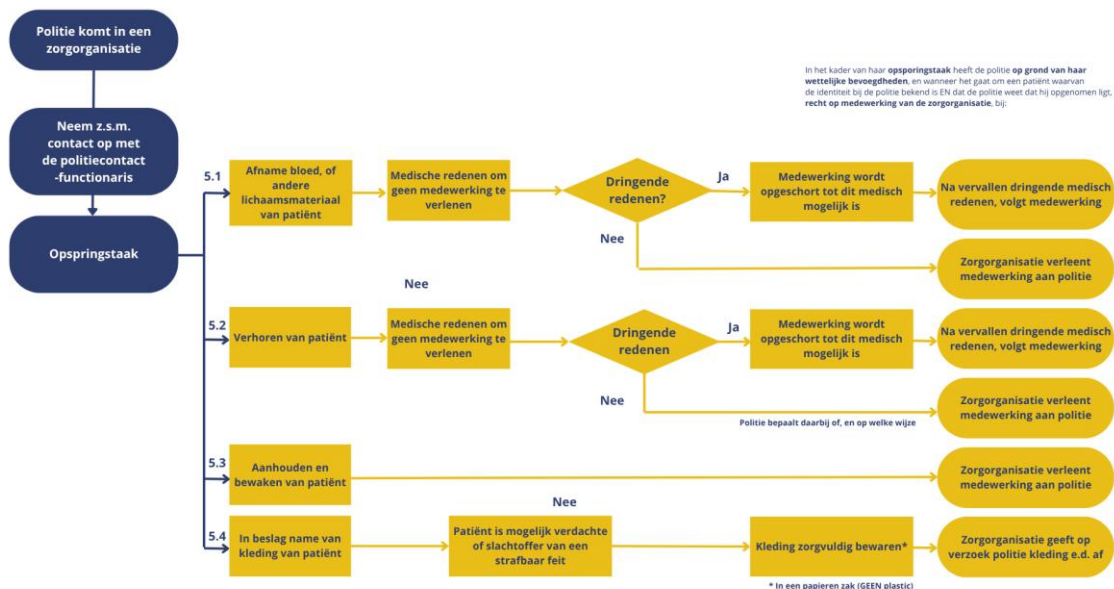 Politie komt in een
zorgorganisatie
In het kader van haar opsporingstaak heeft de politie op grond van haar
wettelijke bevoegdheden, en wanneer het gaat om een patiënt waarvan
de identiteit bij de politie bekend is EN dat de politie weet dat hij opgenomen ligt,
recht op medewerking van de zorgorganisatie, bij:
Neem z.s.m.
contact op met
de politiecontact
-functionaris
Opspringstaak
5.1
Afname bloed, of
andere
lichaamsmateriaal
van patiënt
Medische redenen om
geen medewerking te
verlenen
Dringende
redenen?
Ja
Medewerking wordt
opgeschort tot dit medisch
mogelijk is
Na vervallen dringende medisch
redenen, volgt medewerking
Nee
Zorgorganisatie verleent
medewerking aan politie
Nee
5.2
Verhoren van patiënt
Medische redenen om
geen medewerking te
verlenen
Dringende
redenen
Ja
Medewerking wordt
opgeschort tot dit medisch
mogelijk is
Na vervallen dringende medisch
redenen, volgt medewerking
Nee
Politie bepaalt daarbij of, en op welke wijze
Zorgorganisatie verleent
medewerking aan politie
5.3
Aanhouden en
bewaken van patiënt
Zorgorganisatie verleent
medewerking aan politie
Nee
5.4
In beslag name van
kleding van patiënt
Patiënt is mogelijk verdachte
of slachtoffer van een
strafbaar feit
Kleding zorgvuldig bewaren*
Zorgorganisatie geeft op
verzoek politie kleding e.d. af
* In een papieren zak (GEEN plastic)